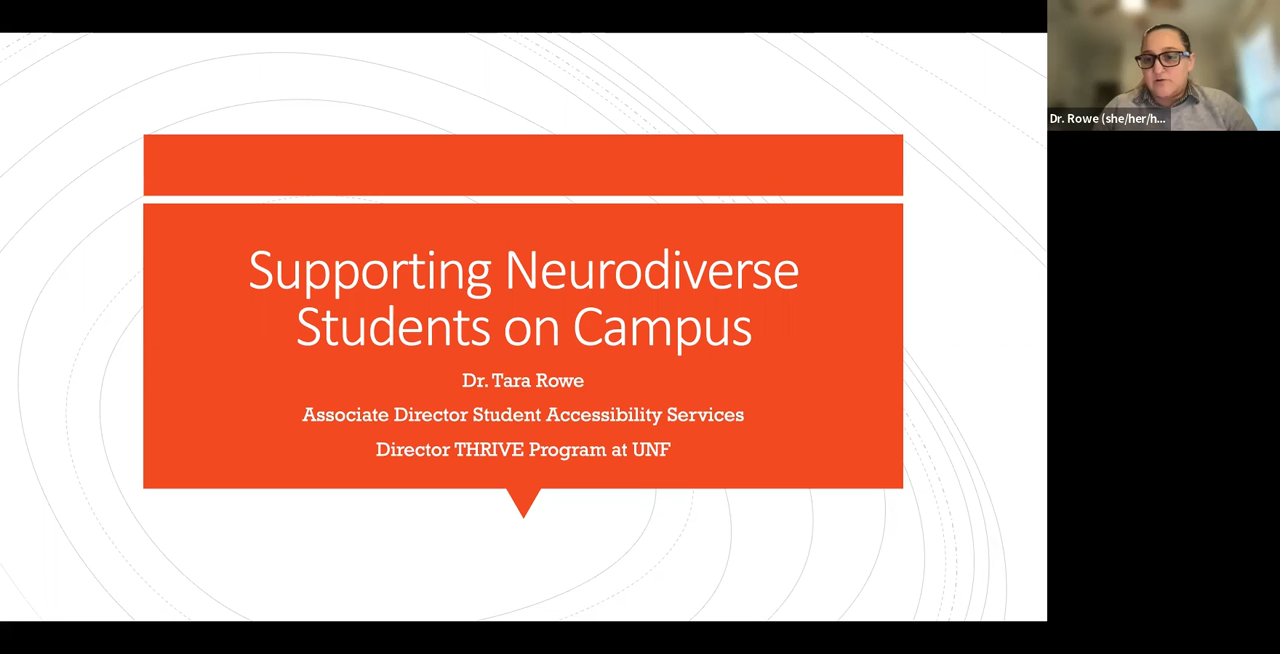 Supporting Neurodiverse
Students on Campus
Dr. Tara Rowe
Associate Director Student Accessibility Services
Director THRIVE Program at UNF
Dr. Rowe (she/her/h...